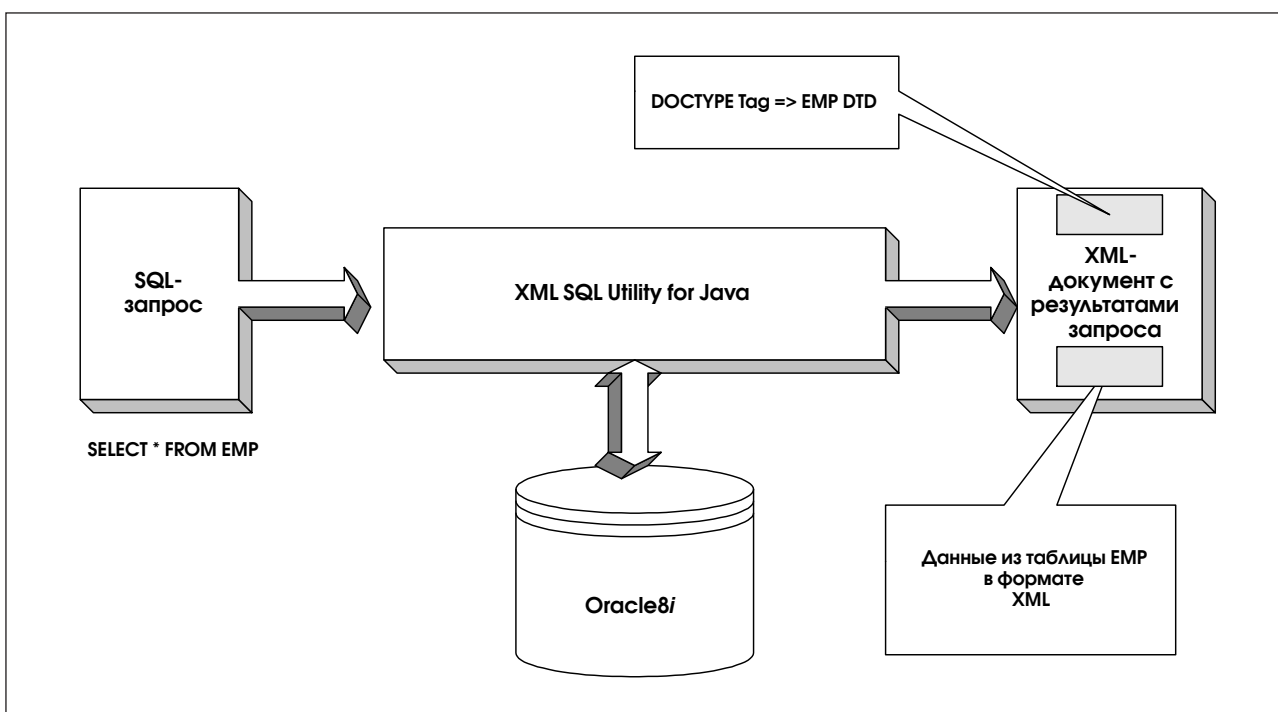 DOCTYPE Tag => EMP DTD
SQL-
запрос
XML SQL Utility for Java
XML-
документ с
результатами
запроса
SELECT * FROM EMP
Oracle8i
Данные из таблицы EMP
в формате
XML